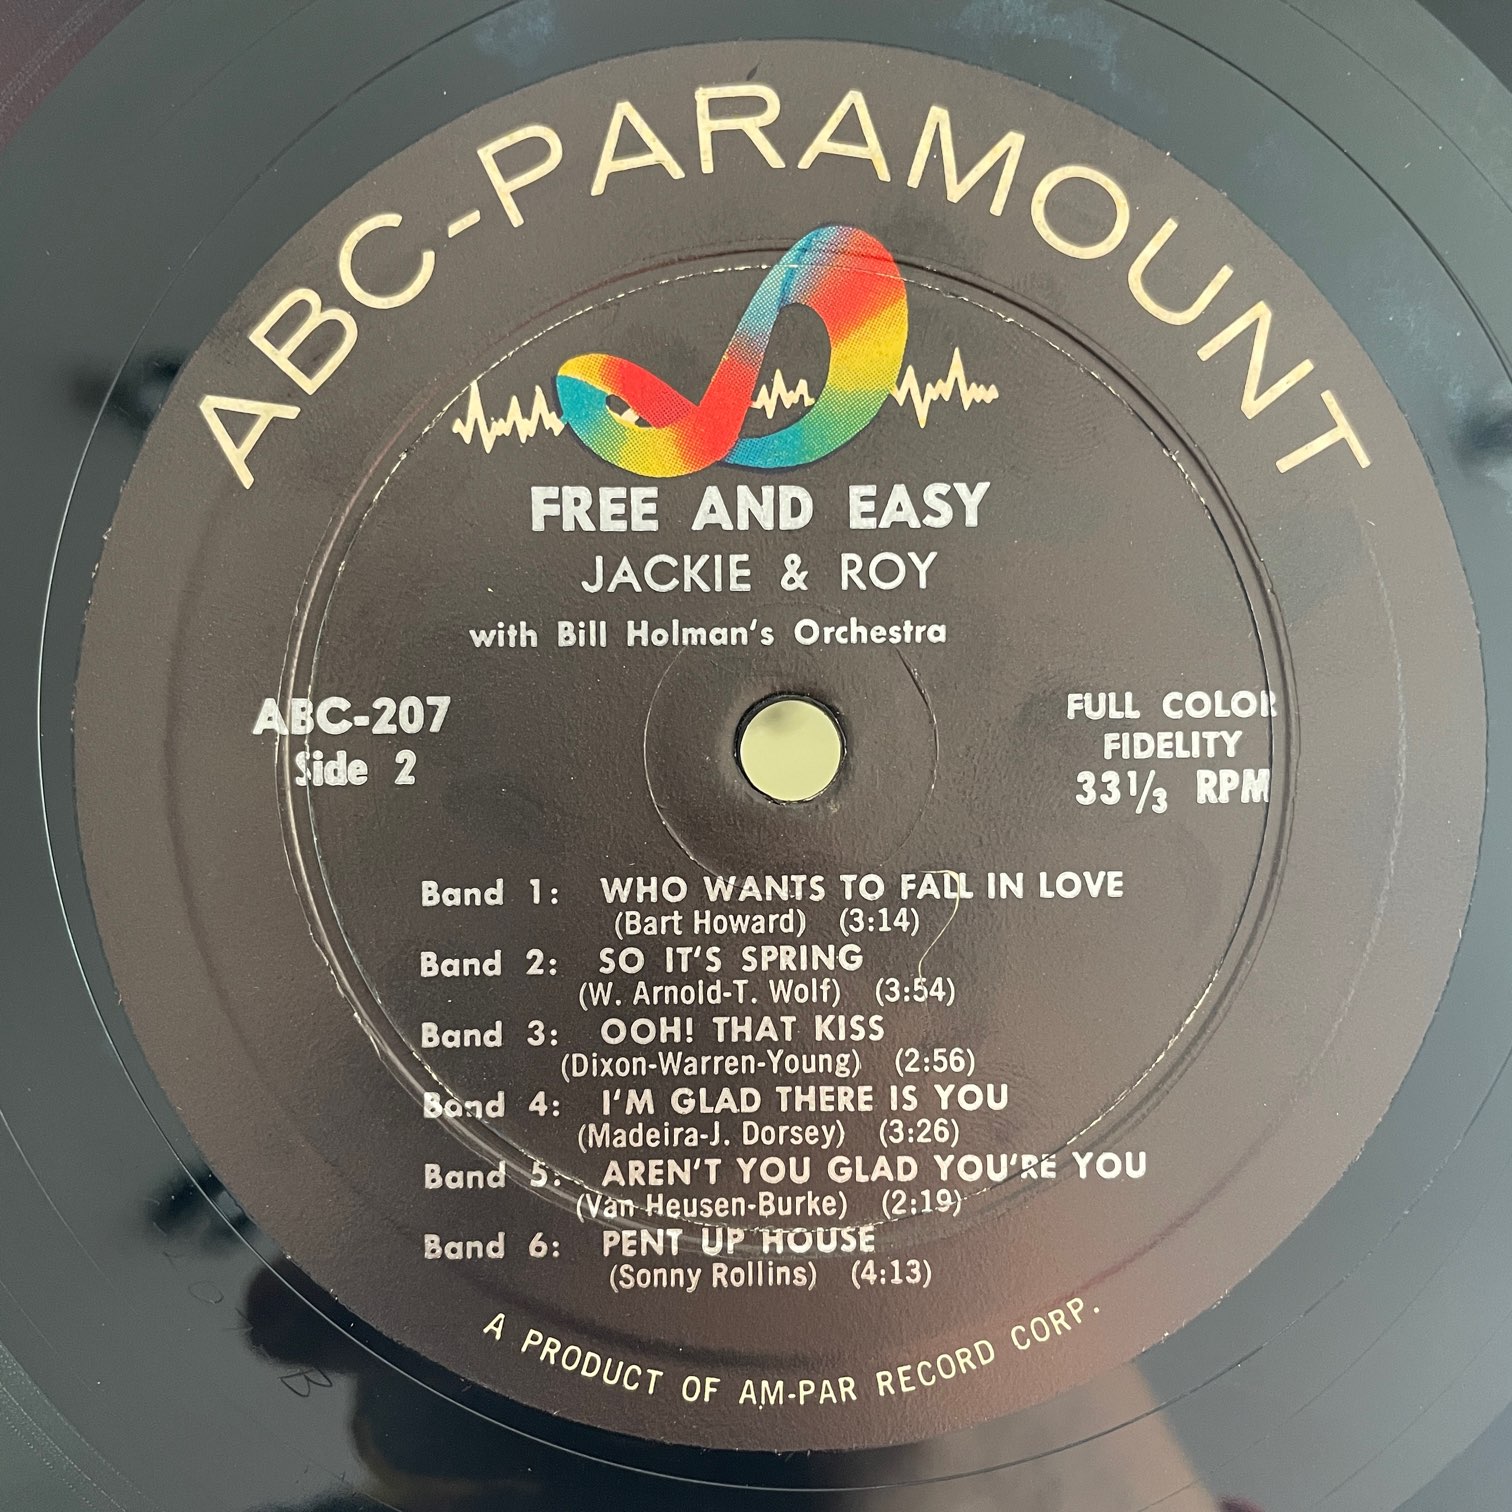 ABC-PARAMOUNT
FREE AND EASY
JACKIE & ROY
with Bill Holman's Orchestra
ABC-207
Side 2
FULL COLOR
FIDELITY
33 1/3 RPM
Band 1: WHO WANTS TO FALL IN LOVE
(Bart Howard) (3:14)
Band 2: SO IT'S SPRING
(W. Arnold-T. Wolf) (3:54)
Band 3: OOH! THAT KISS
(Dixon-Warren-Young) (2:56)
Band 4: I'M GLAD THERE IS YOU
(Madeira-J. Dorsey) (3:26)
Band 5: AREN'T YOU GLAD YOU'RE YOU
(Van Heusen-Burke) (2:19)
Band 6: PENT UP HOUSE
(Sonny Rollins) (4:13)
A PRODUCT OF AM-PAR RECORD CORP.